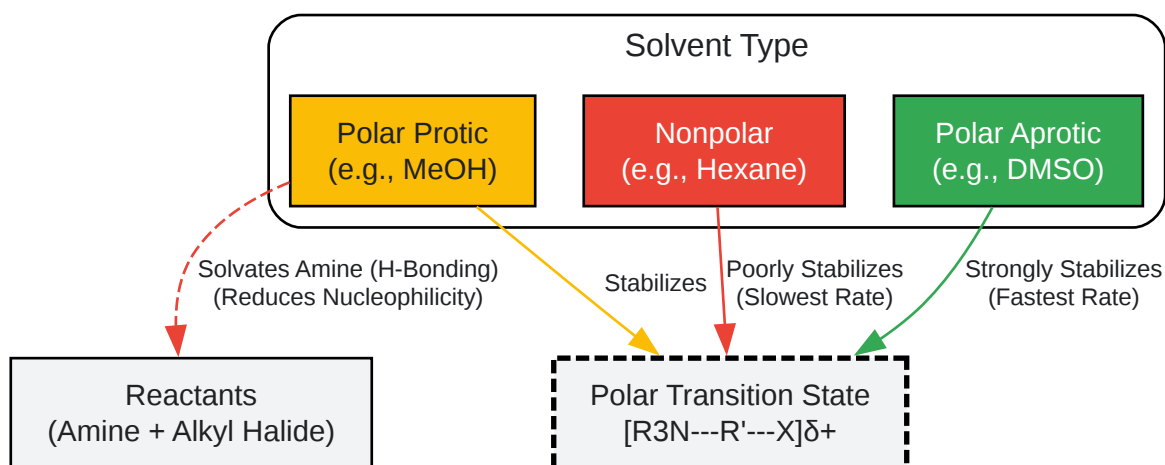 Solvent Type
Polar Protic
(e.g., MeOH)
Nonpolar
(e.g., Hexane)
Polar Aprotic
(e.g., DMSO)
Solvates Amine (H-Bonding)
(Reduces Nucleophilicity)
Stabilizes
Poorly Stabilizes
(Slowest Rate)
Strongly Stabilizes
(Fastest Rate)
Reactants
(Amine + Alkyl Halide)
Polar Transition State
[R3N---R'---X]δ+